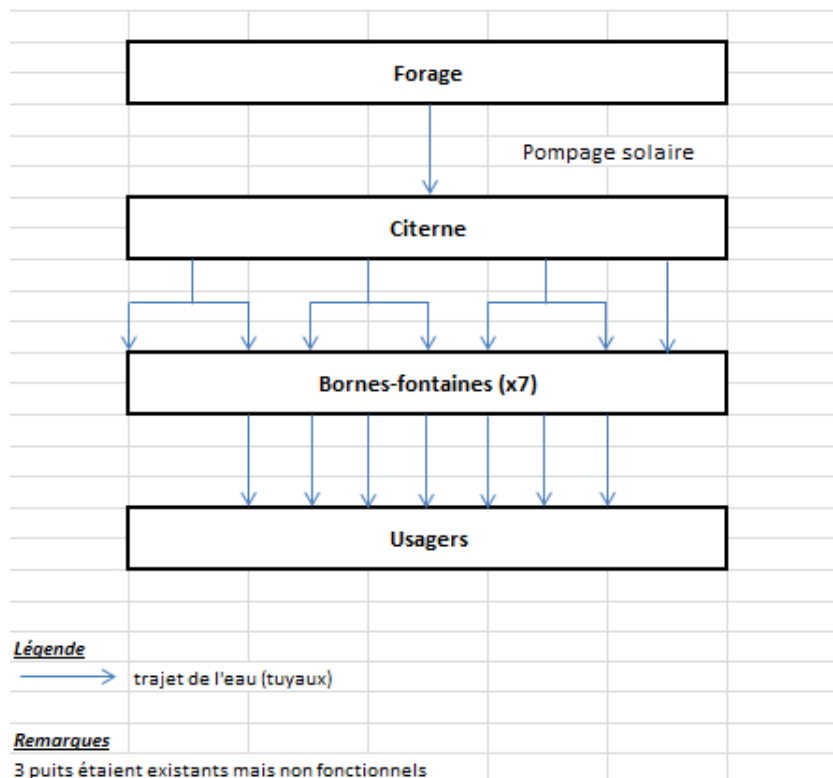 Forage
Pompage solaire
Citerne
Bornes-fontaines (x7)
Usagers
Légende
trajet de l'eau (tuyaux)
Remarques
3 puits étaient existants mais non fonctionnels